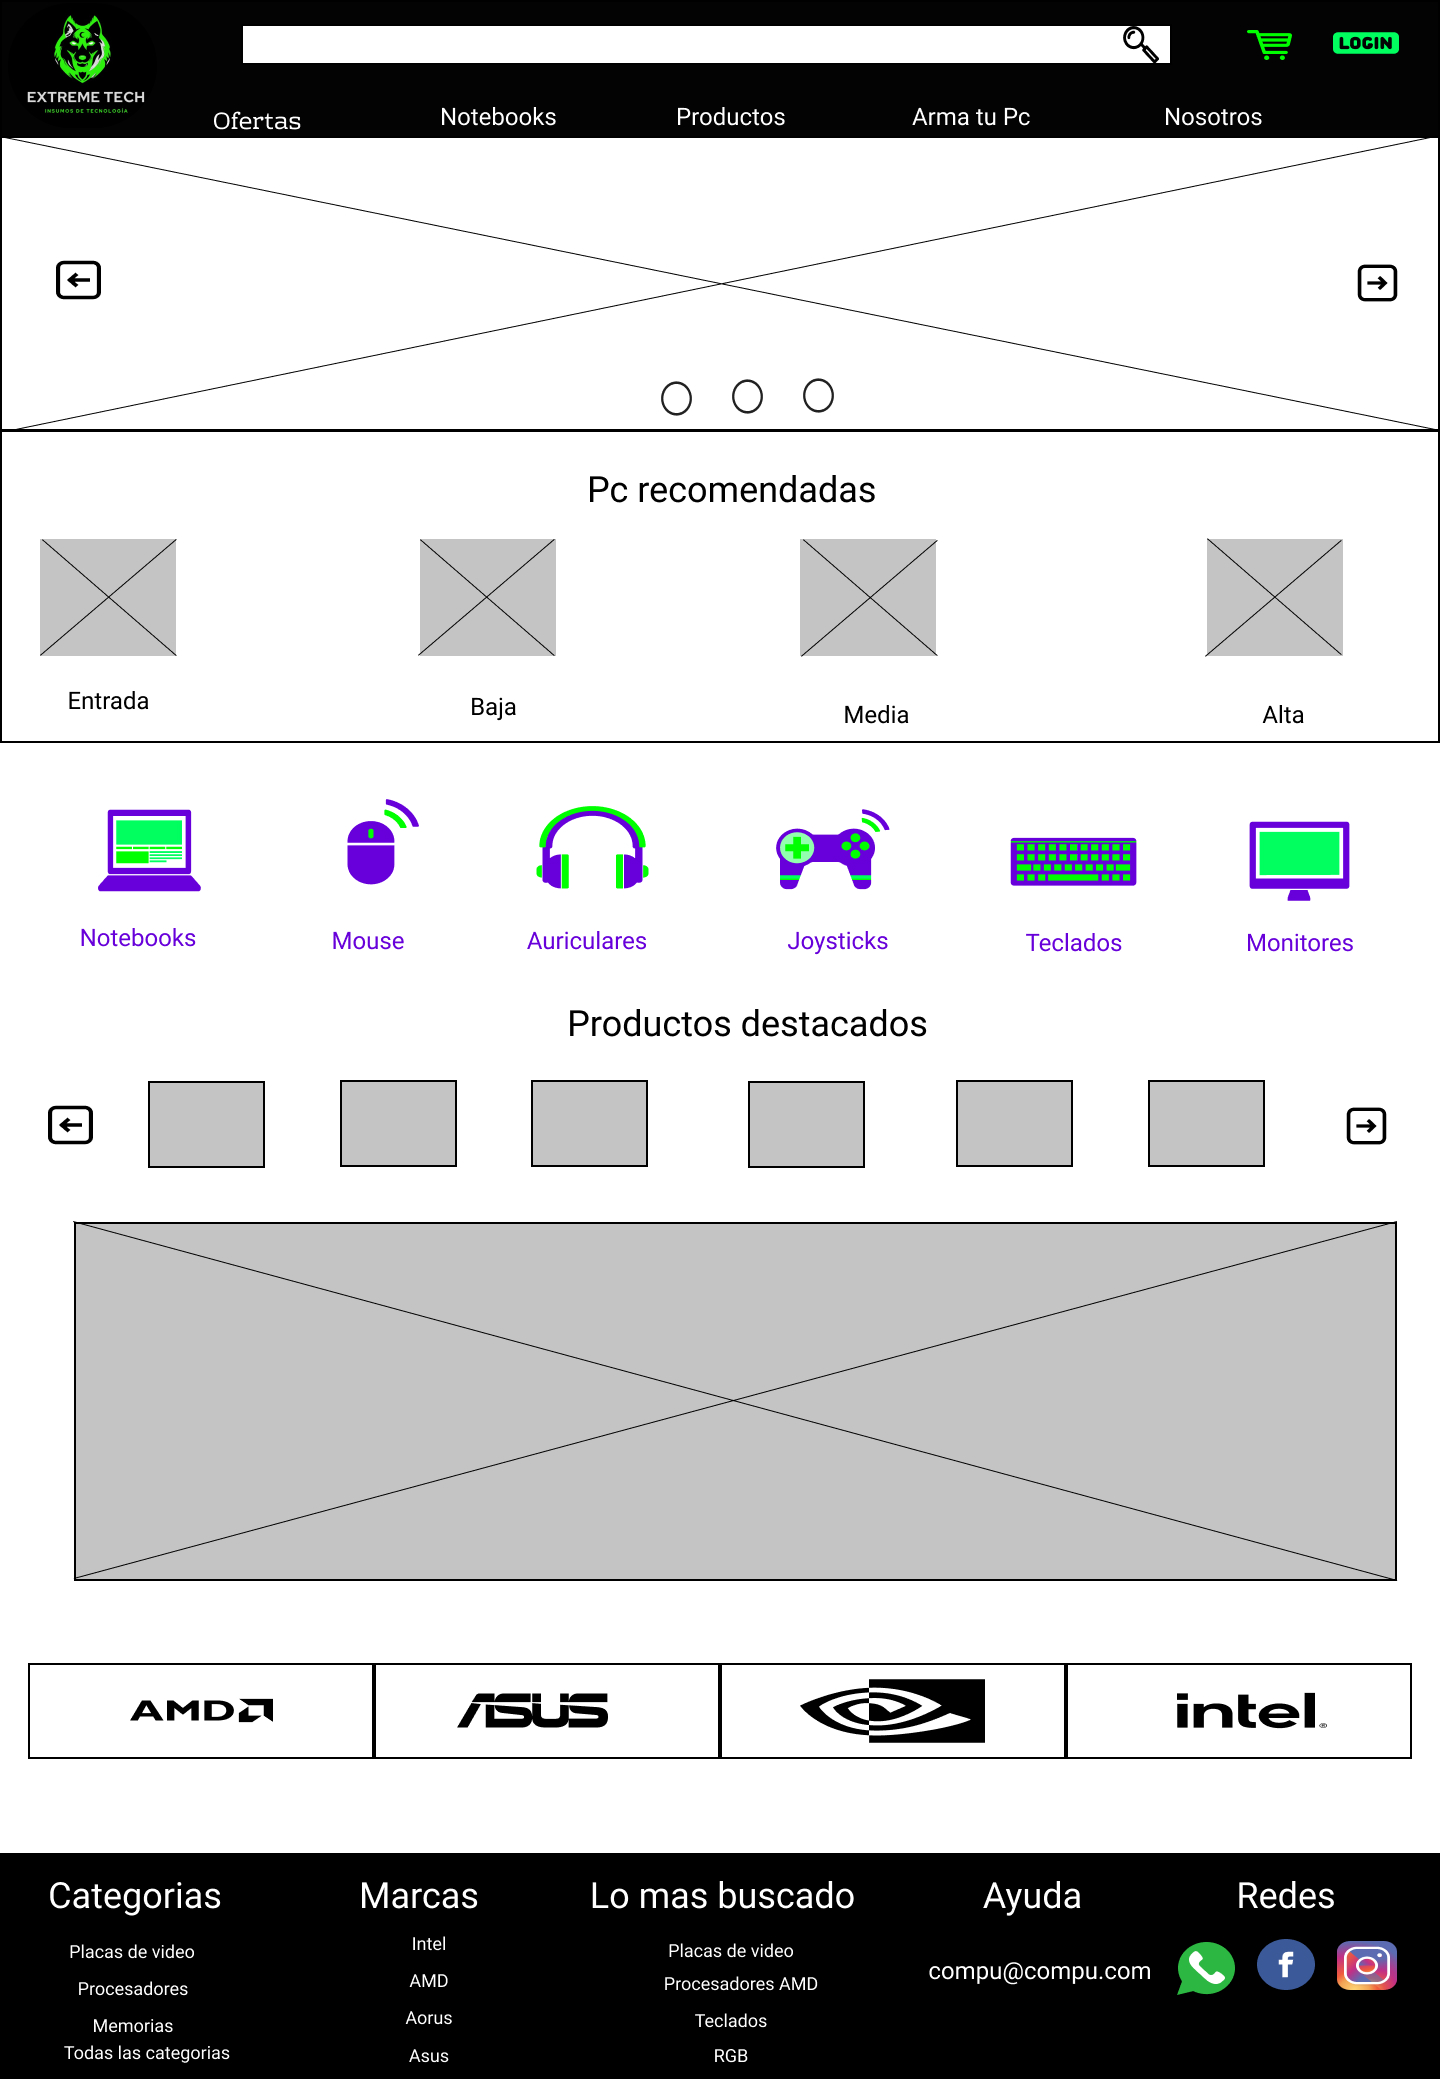 EXTREME TECH
INSUMOS DE TECNOLOGÍA
LOGIN
Ofertas
Notebooks
Productos
Arma tu Pc
Nosotros
Pc recomendadas
Entrada
Baja
Media
Alta
Notebooks
Mouse
Auriculares
Joysticks
Teclados
Monitores
Productos destacados
AMD
ASUS
intel®
Categorias
Placas de video
Procesadores
Memorias
Todas las categorias
Marcas
Intel
AMD
Aorus
Asus
Lo mas buscado
Placas de video
Procesadores AMD
Teclados
RGB
Ayuda
compu@compu.com
Redes